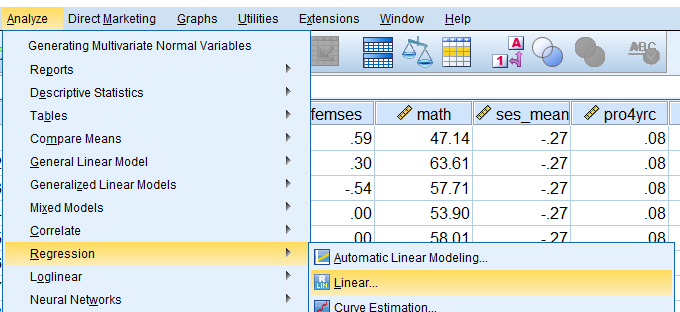 Analyze Direct Marketing Graphs Utilities Extensions Window Help
Generating Multivariate Normal Variables
Reports
Descriptive Statistics
Tables
Compare Means
General Linear Model
Generalized Linear Models
Mixed Models
Correlate
Regression
Loglinear
Neural Networks
Automatic Linear Modeling...
R LIN Linear...
Curve Estimation...
A
1
ABC
femses math ses_mean pro4yrc
.59 47.14 -.27 .08
.30 63.61 -.27 .08
-.54 57.71 -.27 .08
.00 53.90 -.27 .08
.00 58.01 -.27 .08